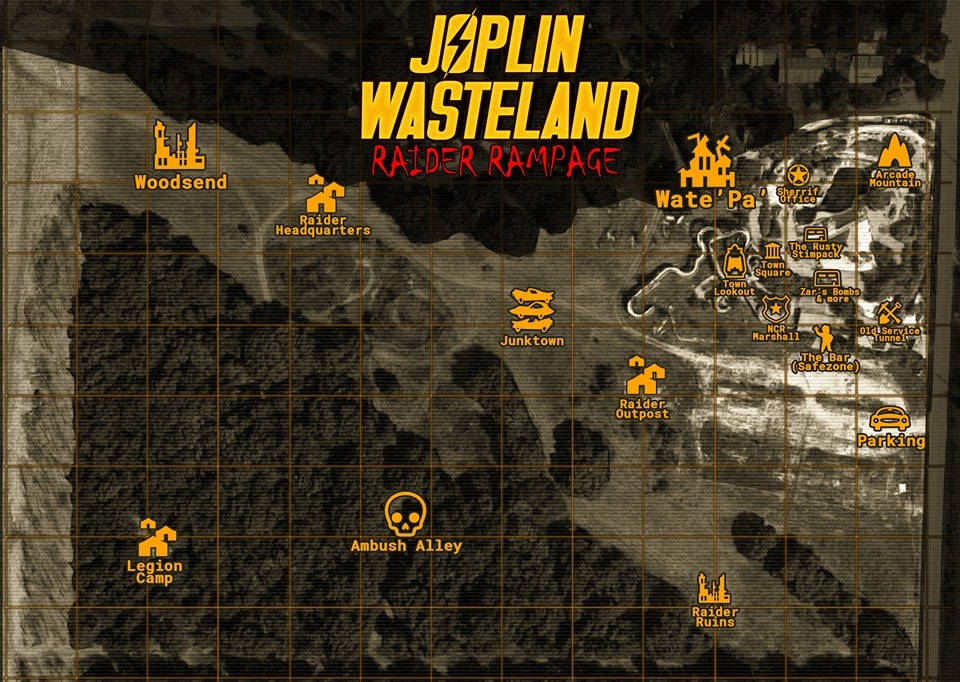 JOPLIN
WASTELAND
RAIDER RAMPAGE
Woodsend
Raider
Headquarters
Wate'Pa'
Sherrif
Office
Arcade
Mountain
The Rusty
Stimpack
Town
Square
Town
Lookout
Zar's Bombs
& more
NCR
Marshall
Old Service
Tunnel
The Bar
(Safezone)
Junktown
Raider
Outpost
Parking
Ambush Alley
Legion
Camp
Raider
Ruins